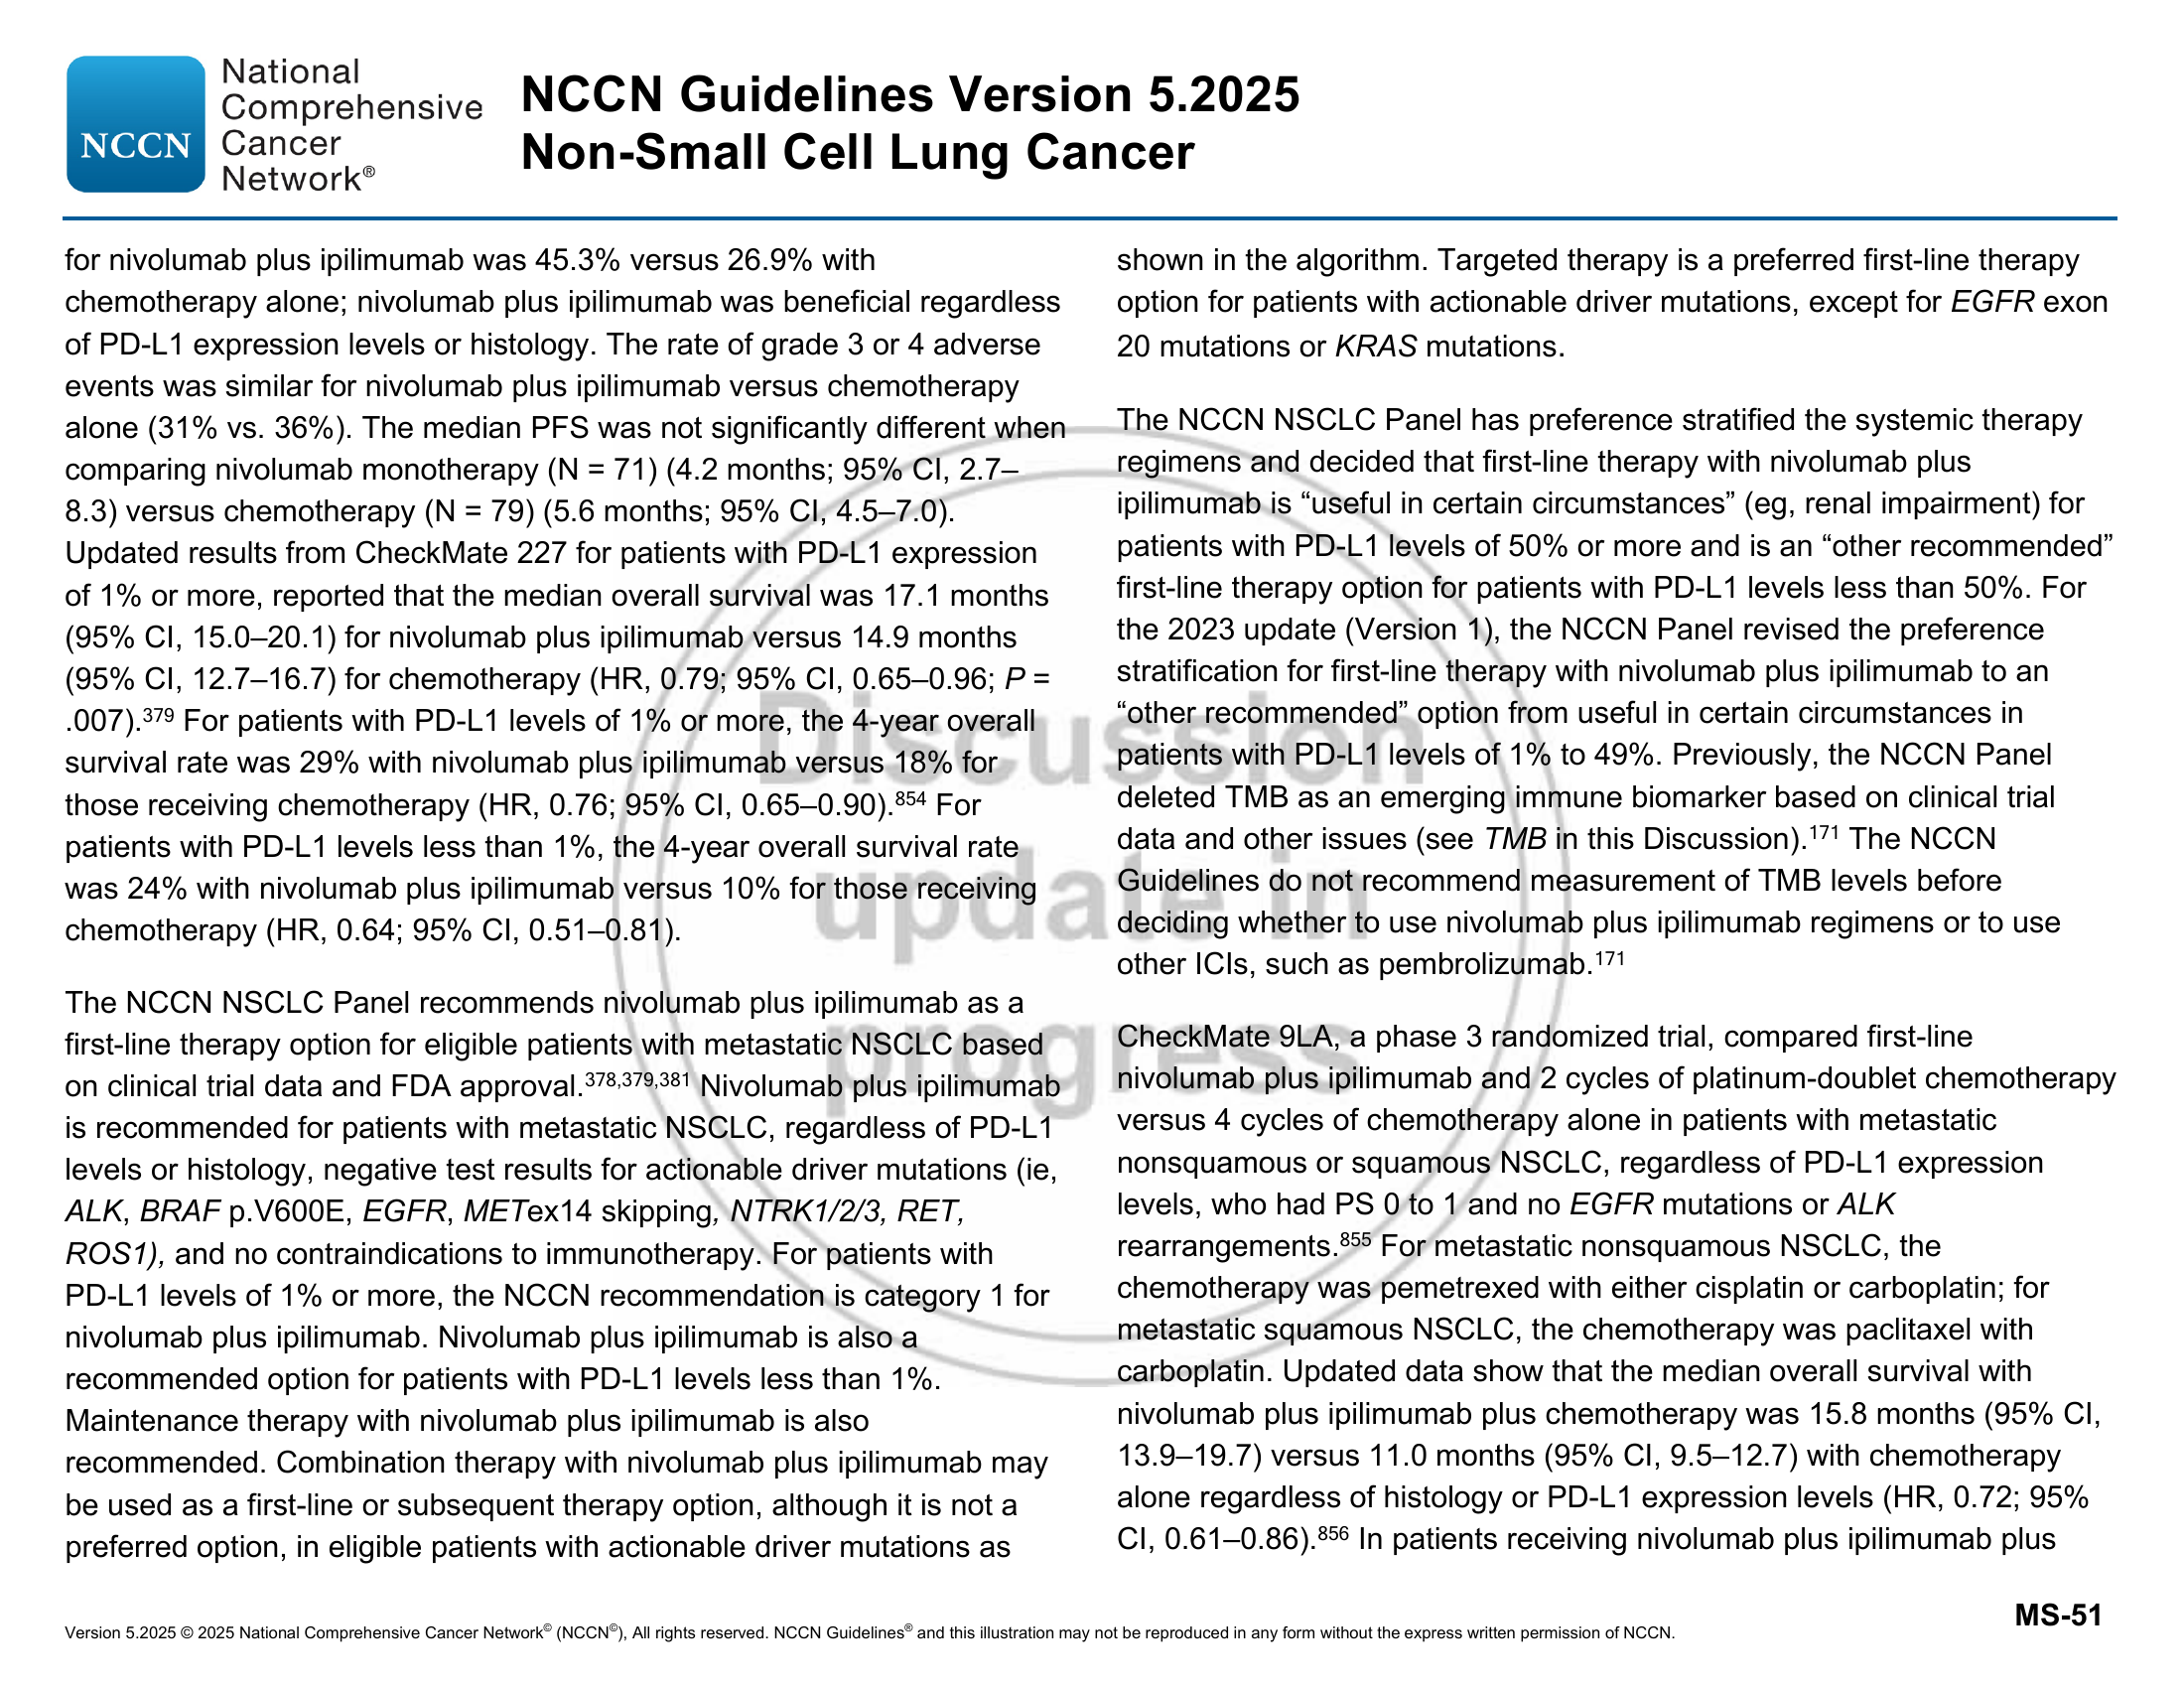 NCCN
National
Comprehensive
Cancer
Network®
NCCN Guidelines Version 5.2025
Non-Small Cell Lung Cancer
for nivolumab plus ipilimumab was 45.3% versus 26.9% with
chemotherapy alone; nivolumab plus ipilimumab was beneficial regardless
of PD-L1 expression levels or histology. The rate of grade 3 or 4 adverse
events was similar for nivolumab plus ipilimumab versus chemotherapy
alone (31% vs. 36%). The median PFS was not significantly different when
comparing nivolumab monotherapy (N = 71) (4.2 months; 95% CI, 2.7–
8.3) versus chemotherapy (N = 79) (5.6 months; 95% CI, 4.5–7.0).
Updated results from CheckMate 227 for patients with PD-L1 expression
of 1% or more, reported that the median overall survival was 17.1 months
(95% CI, 15.0–20.1) for nivolumab plus ipilimumab versus 14.9 months
(95% CI, 12.7–16.7) for chemotherapy (HR, 0.79; 95% CI, 0.65–0.96; P =
.007).379 For patients with PD-L1 levels of 1% or more, the 4-year overall
survival rate was 29% with nivolumab plus ipilimumab versus 18% for
those receiving chemotherapy (HR, 0.76; 95% CI, 0.65–0.90).854 For
patients with PD-L1 levels less than 1%, the 4-year overall survival rate
was 24% with nivolumab plus ipilimumab versus 10% for those receiving
chemotherapy (HR, 0.64; 95% CI, 0.51–0.81).
The NCCN NSCLC Panel recommends nivolumab plus ipilimumab as a
first-line therapy option for eligible patients with metastatic NSCLC based
on clinical trial data and FDA approval.378,379,381 Nivolumab plus ipilimumab
is recommended for patients with metastatic NSCLC, regardless of PD-L1
levels or histology, negative test results for actionable driver mutations (ie,
ALK, BRAF p.V600E, EGFR, METex14 skipping, NTRK1/2/3, RET,
ROS1), and no contraindications to immunotherapy. For patients with
PD-L1 levels of 1% or more, the NCCN recommendation is category 1 for
nivolumab plus ipilimumab. Nivolumab plus ipilimumab is also a
recommended option for patients with PD-L1 levels less than 1%.
Maintenance therapy with nivolumab plus ipilimumab is also
recommended. Combination therapy with nivolumab plus ipilimumab may
be used as a first-line or subsequent therapy option, although it is not a
preferred option, in eligible patients with actionable driver mutations as
shown in the algorithm. Targeted therapy is a preferred first-line therapy
option for patients with actionable driver mutations, except for EGFR exon
20 mutations or KRAS mutations.
The NCCN NSCLC Panel has preference stratified the systemic therapy
regimens and decided that first-line therapy with nivolumab plus
ipilimumab is “useful in certain circumstances” (eg, renal impairment) for
patients with PD-L1 levels of 50% or more and is an “other recommended”
first-line therapy option for patients with PD-L1 levels less than 50%. For
the 2023 update (Version 1), the NCCN Panel revised the preference
stratification for first-line therapy with nivolumab plus ipilimumab to an
“other recommended” option from useful in certain circumstances in
patients with PD-L1 levels of 1% to 49%. Previously, the NCCN Panel
deleted TMB as an emerging immune biomarker based on clinical trial
data and other issues (see TMB in this Discussion).171 The NCCN
Guidelines do not recommend measurement of TMB levels before
deciding whether to use nivolumab plus ipilimumab regimens or to use
other ICIs, such as pembrolizumab.171
CheckMate 9LA, a phase 3 randomized trial, compared first-line
nivolumab plus ipilimumab and 2 cycles of platinum-doublet chemotherapy
versus 4 cycles of chemotherapy alone in patients with metastatic
nonsquamous or squamous NSCLC, regardless of PD-L1 expression
levels, who had PS 0 to 1 and no EGFR mutations or ALK
rearrangements.855 For metastatic nonsquamous NSCLC, the
chemotherapy was pemetrexed with either cisplatin or carboplatin; for
metastatic squamous NSCLC, the chemotherapy was paclitaxel with
carboplatin. Updated data show that the median overall survival with
nivolumab plus ipilimumab plus chemotherapy was 15.8 months (95% CI,
13.9–19.7) versus 11.0 months (95% CI, 9.5–12.7) with chemotherapy
alone regardless of histology or PD-L1 expression levels (HR, 0.72; 95%
CI, 0.61–0.86).856 In patients receiving nivolumab plus ipilimumab plus
Discussion
update in
progress
MS-51
Version 5.2025 © 2025 National Comprehensive Cancer Network© (NCCN©), All rights reserved. NCCN Guidelines® and this illustration may not be reproduced in any form without the express written permission of NCCN.